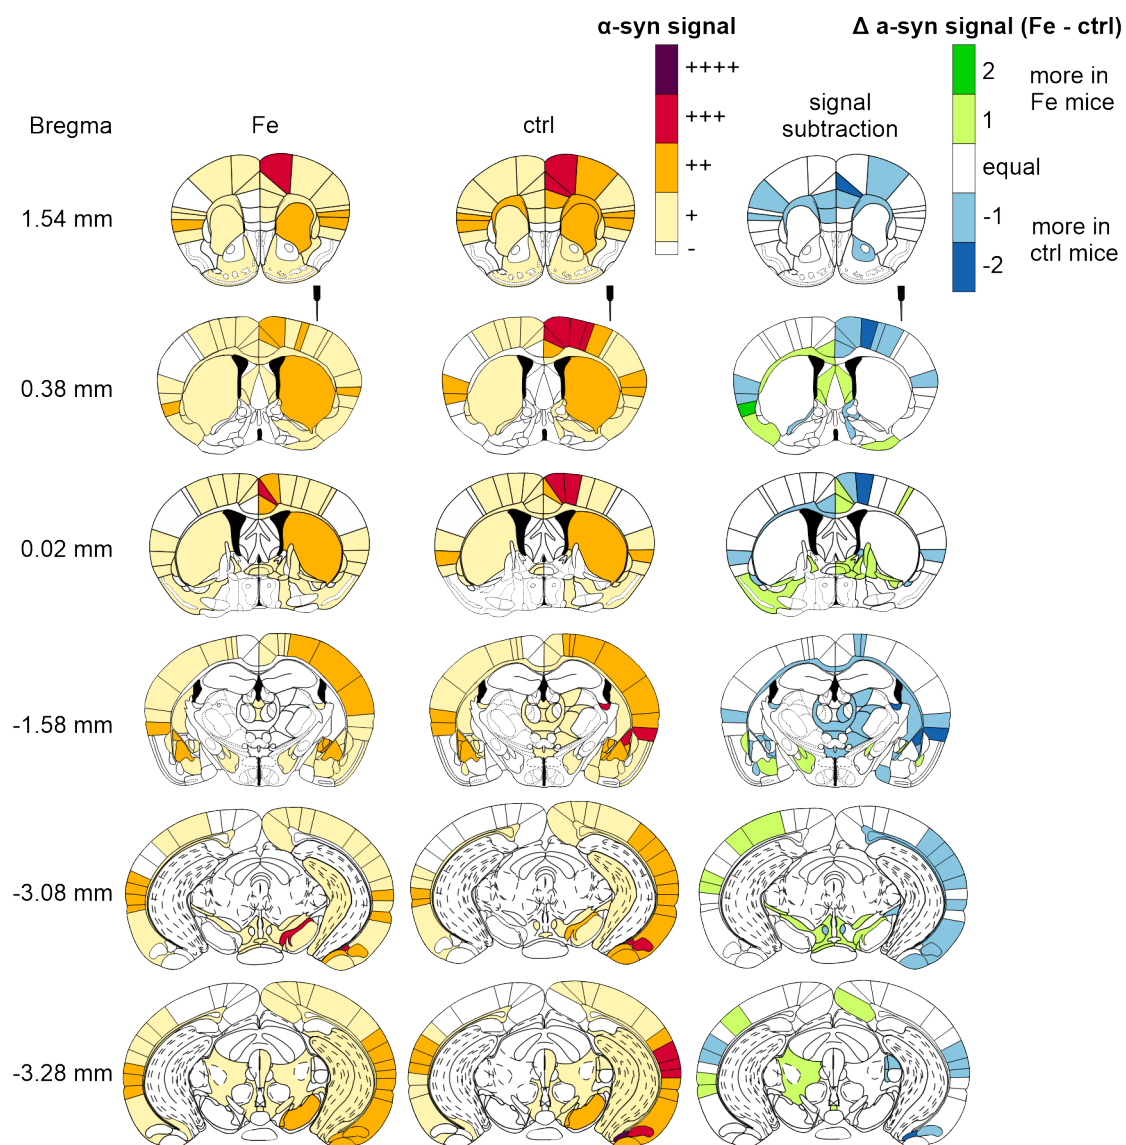 α-syn signal
Δ a-syn signal (Fe - ctrl)
++++
+++
++
+
-
2
1
equal
-1
-2
more in
Fe mice
more in
ctrl mice
Bregma
Fe
ctrl
signal
subtraction
1.54 mm
0.38 mm
0.02 mm
-1.58 mm
-3.08 mm
-3.28 mm